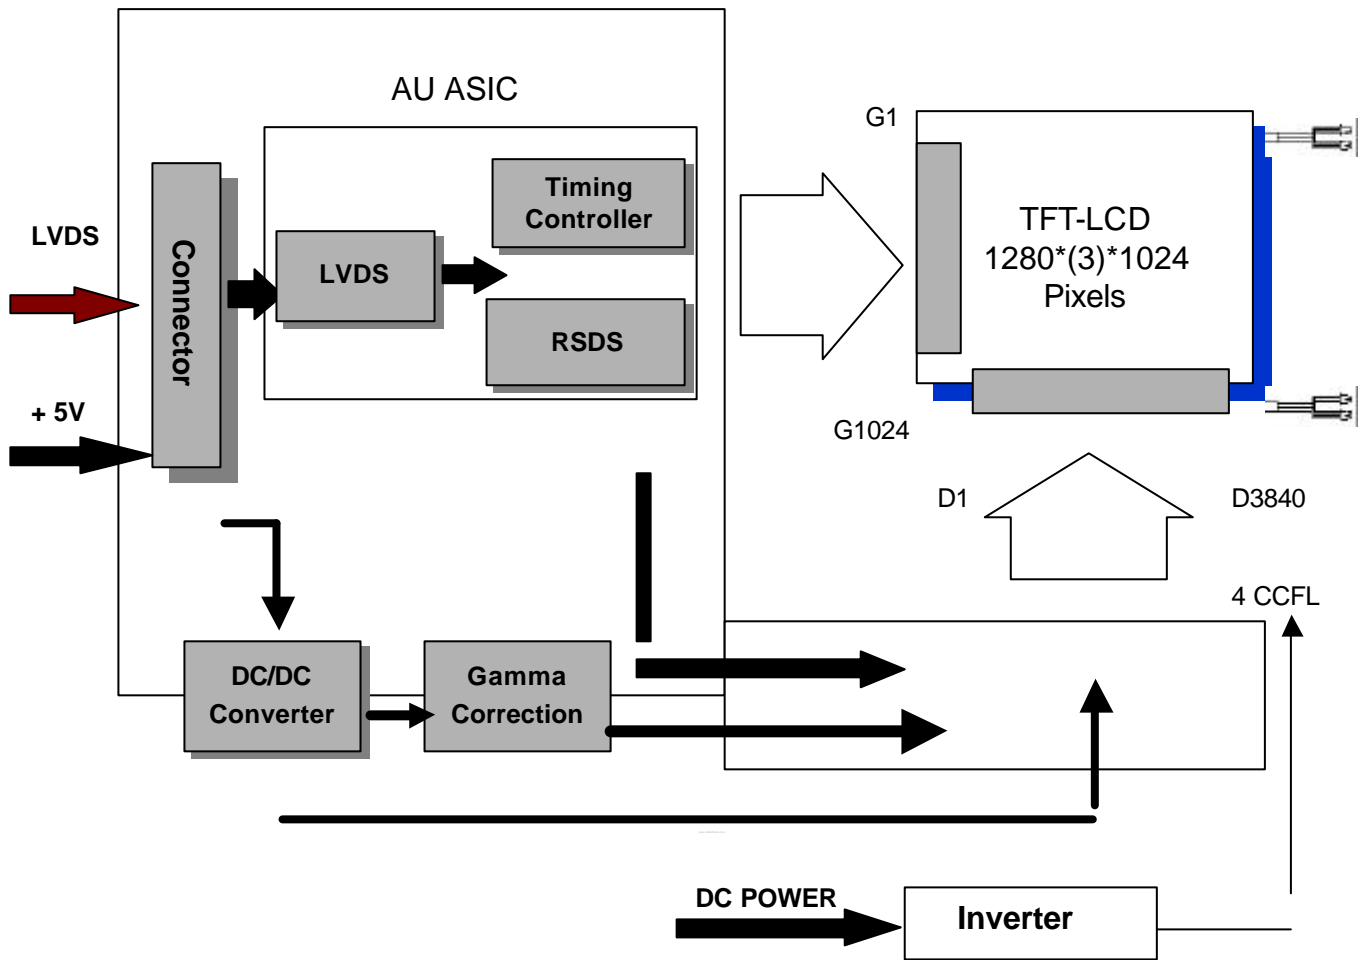 AU ASIC
G1
Timing
Controller
TFT-LCD
1280*(3)*1024
Pixels
LVDS
Connector
LVDS
RSDS
+ 5V
G1024
D1
D3840
4 CCFL
DC/DC
Converter
Gamma
Correction
DC POWER
Inverter